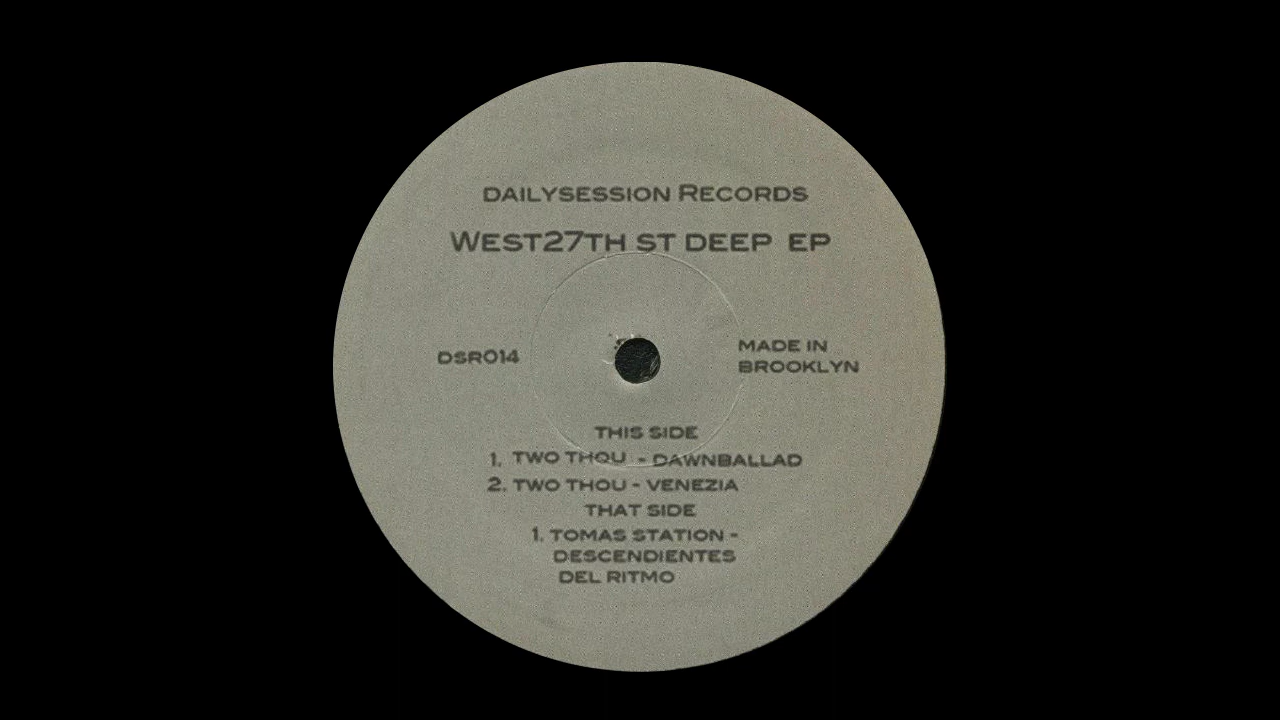 DAILYSESSION RECORDS
WEST27TH ST DEEP EP
DSR014
MADE IN
BROOKLYN
THIS SIDE
1. TWO THOU - DAWNBALLAD
2. TWO THOU - VENEZIA
THAT SIDE
1. TOMAS STATION -
DESCENDIENTES
DEL RITMO